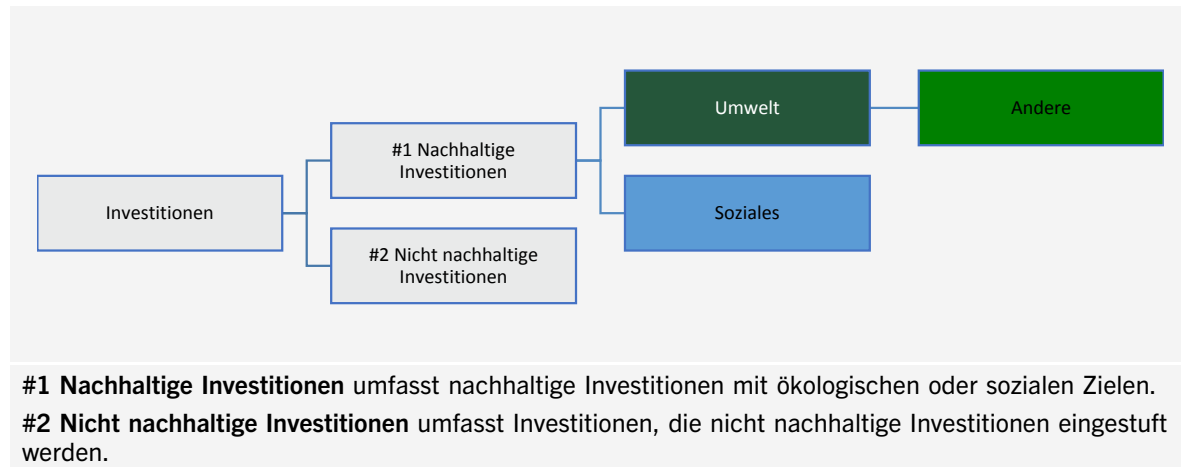 Umwelt
Andere
#1 Nachhaltige
Investitionen
Investitionen
Soziales
#2 Nicht nachhaltige
Investitionen
#1 Nachhaltige Investitionen umfasst nachhaltige Investitionen mit ökologischen oder sozialen Zielen.
#2 Nicht nachhaltige Investitionen umfasst Investitionen, die nicht nachhaltige Investitionen eingestuft
werden.